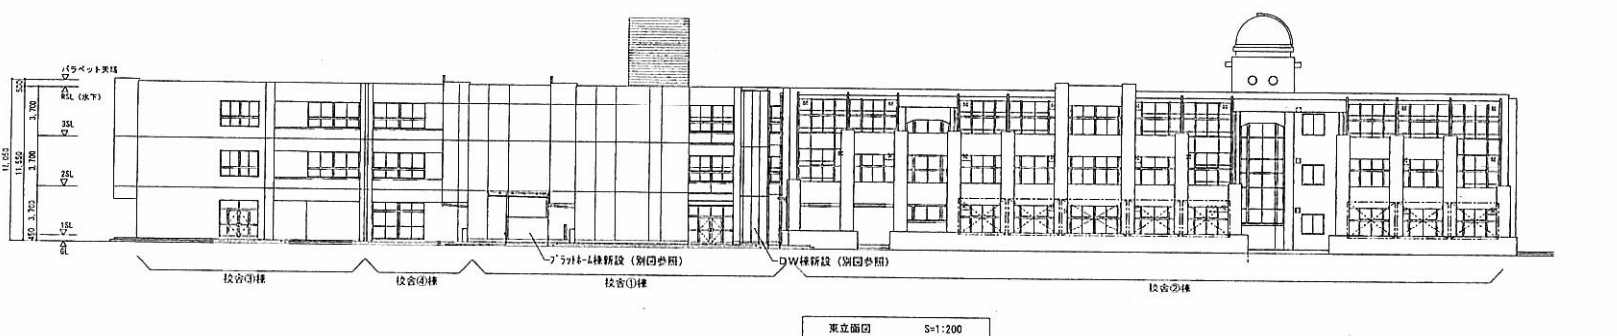 パラペット天端
RSL (水下)
3SL
2SL
1SL
GL
500
3,700
3,700
3,700
450
11,550
12,050
プラットホーム棟新設 (別図参照)
DW棟新設 (別図参照)
校舎③棟
校舎④棟
校舎①棟
校舎②棟
東立面図 S=1:200